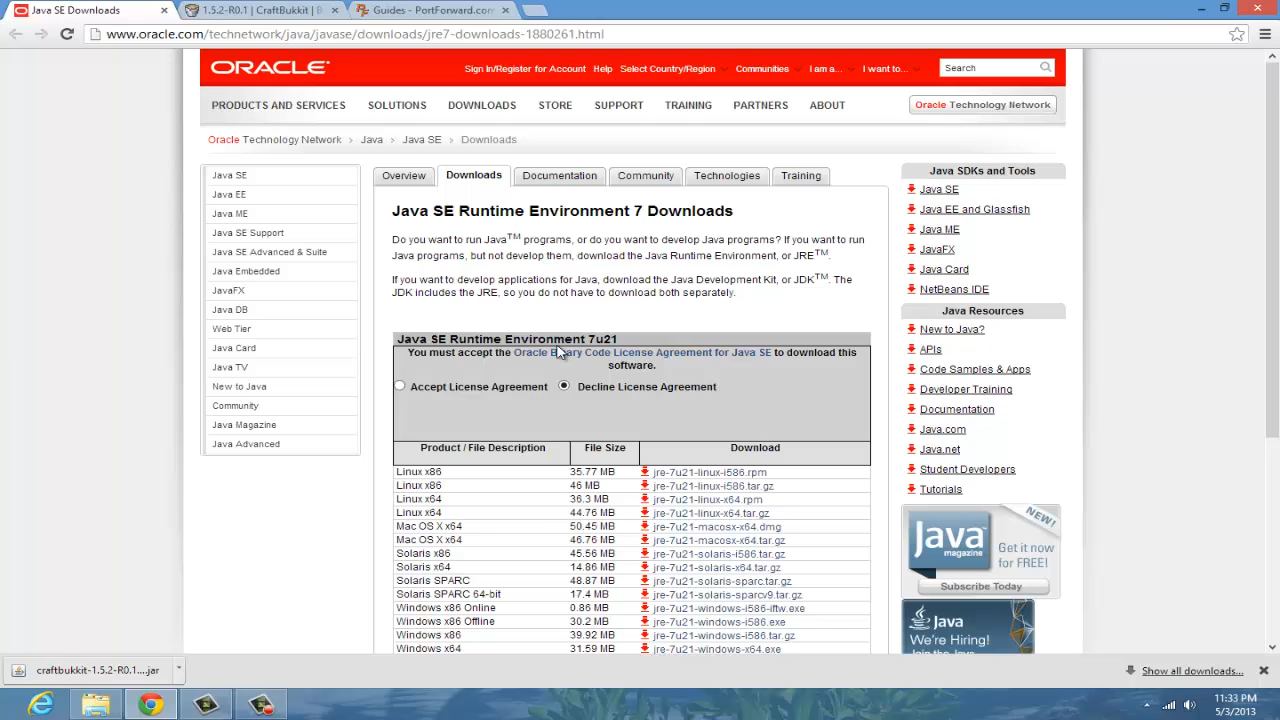 Java SE Downloads
1.5.2-R0.1 | CraftBukkit | B
Guides - PortForward.com
www.oracle.com/technetwork/java/javase/downloads/jre7-downloads-1880261.html
ORACLE
Sign In/Register for Account Help Select Country/Region Communities I am a... I want to... Search
PRODUCTS AND SERVICES SOLUTIONS DOWNLOADS STORE SUPPORT TRAINING PARTNERS ABOUT Oracle Technology Network
Oracle Technology Network > Java > Java SE > Downloads
Java SE
Java EE
Java ME
Java SE Support
Java SE Advanced & Suite
Java Embedded
JavaFX
Java DB
Web Tier
Java Card
Java TV
New to Java
Community
Java Magazine
Java Advanced
Overview Downloads Documentation Community Technologies Training
Java SE Runtime Environment 7 Downloads
Do you want to run Java™ programs, or do you want to develop Java programs? If you want to run
Java programs, but not develop them, download the Java Runtime Environment, or JRE™.
If you want to develop applications for Java, download the Java Development Kit, or JDK™. The
JDK includes the JRE, so you do not have to download both separately.
Java SE Runtime Environment 7u21
You must accept the Oracle Binary Code License Agreement for Java SE to download this
software.
Accept License Agreement Decline License Agreement
Product / File Description File Size Download
Linux x86 35.77 MB jre-7u21-linux-i586.rpm
Linux x86 46 MB jre-7u21-linux-i586.tar.gz
Linux x64 36.3 MB jre-7u21-linux-x64.rpm
Linux x64 44.76 MB jre-7u21-linux-x64.tar.gz
Mac OS X x64 50.45 MB jre-7u21-macosx-x64.dmg
Mac OS X x64 46.76 MB jre-7u21-macosx-x64.tar.gz
Solaris x86 45.56 MB jre-7u21-solaris-i586.tar.gz
Solaris x64 14.86 MB jre-7u21-solaris-x64.tar.gz
Solaris SPARC 48.87 MB jre-7u21-solaris-sparc.tar.gz
Solaris SPARC 64-bit 17.4 MB jre-7u21-solaris-sparcv9.tar.gz
Windows x86 Online 0.86 MB jre-7u21-windows-i586-iftw.exe
Windows x86 Offline 30.2 MB jre-7u21-windows-i586.exe
Windows x86 39.92 MB jre-7u21-windows-i586.tar.gz
Windows x64 31.59 MB jre-7u21-windows-x64.exe
Java SDKs and Tools
Java SE
Java EE and Glassfish
Java ME
JavaFX
Java Card
NetBeans IDE
Java Resources
New to Java?
APIs
Code Samples & Apps
Developer Training
Documentation
Java.com
Java.net
Student Developers
Tutorials
NEW!
Java
magazine
Get it now
for FREE!
Subscribe Today
Java
We're Hiring!
Join the Java
craftbukkit-1.5.2-R0.1....jar
Show all downloads...
11:33 PM
5/3/2013